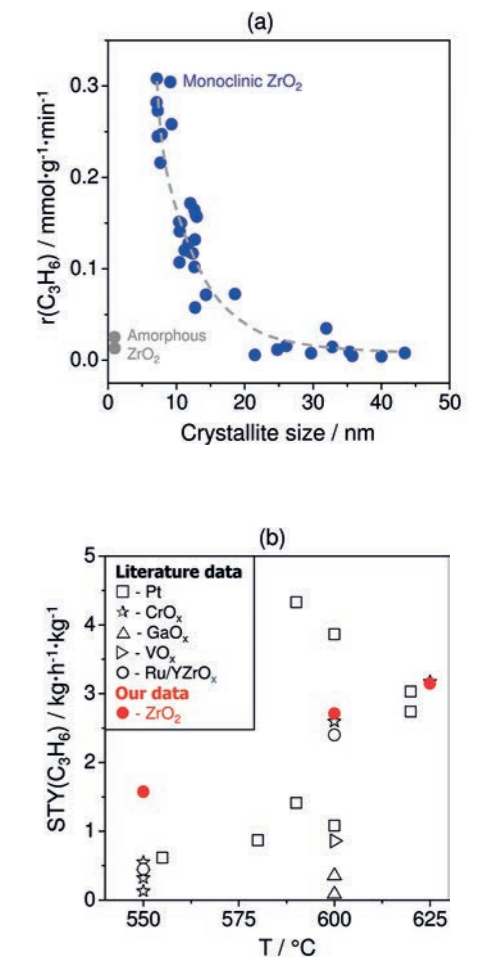 (a)
r(C₃H₆) / mmol·g⁻¹·min⁻¹
0.3
0.2
0.1
0.0
Monoclinic ZrO₂
Amorphous
ZrO₂
0 10 20 30 40 50
Crystallite size / nm
(b)
STY(C₃H₆) / kg·h⁻¹·kg⁻¹
5
4
3
2
1
0
Literature data
- Pt
- CrOₓ
- GaOₓ
- VOₓ
- Ru/YZrOₓ
Our data
- ZrO₂
550 575 600 625
T / °C